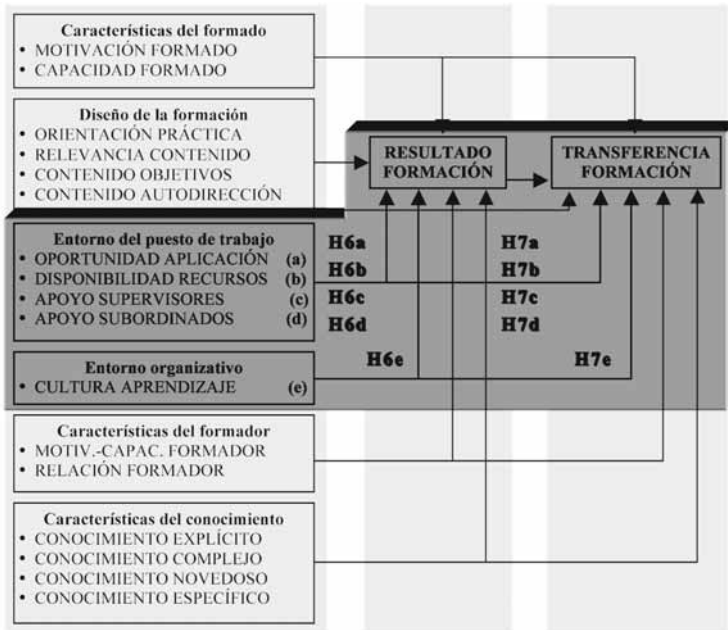 Características del formado
• MOTIVACIÓN FORMADO
• CAPACIDAD FORMADO
Diseño de la formación
• ORIENTACIÓN PRÁCTICA
• RELEVANCIA CONTENIDO
• CONTENIDO OBJETIVOS
• CONTENIDO AUTODIRECCIÓN
RESULTADO
FORMACIÓN
TRANSFERENCIA
FORMACIÓN
Entorno del puesto de trabajo
• OPORTUNIDAD APLICACIÓN (a)
• DISPONIBILIDAD RECURSOS (b)
• APOYO SUPERVISORES (c)
• APOYO SUBORDINADOS (d)
H6a
H6b
H6c
H6d
H7a
H7b
H7c
H7d
Entorno organizativo
• CULTURA APRENDIZAJE (e)
H6e
H7e
Características del formador
• MOTIV.-CAPAC. FORMADOR
• RELACIÓN FORMADOR
Características del conocimiento
• CONOCIMIENTO EXPLÍCITO
• CONOCIMIENTO COMPLEJO
• CONOCIMIENTO NOVEDOSO
• CONOCIMIENTO ESPECÍFICO